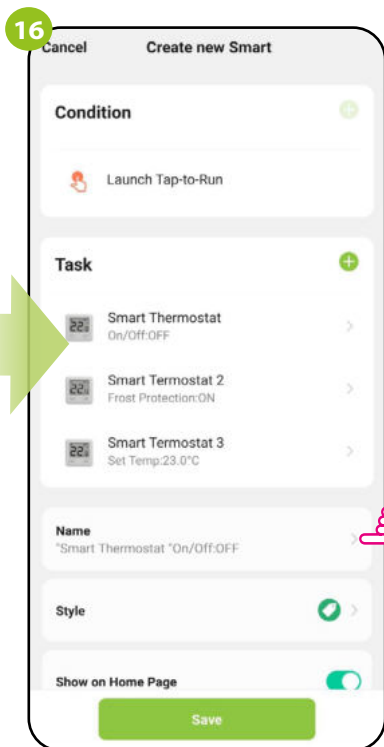 16
Cancel Create new Smart
Condition
Launch Tap-to-Run
Task
Smart Thermostat
On/Off:OFF
Smart Termostat 2
Frost Protection:ON
Smart Termostat 3
Set Temp:23.0°C
Name
"Smart Thermostat "On/Off:OFF
Style
Show on Home Page
Save